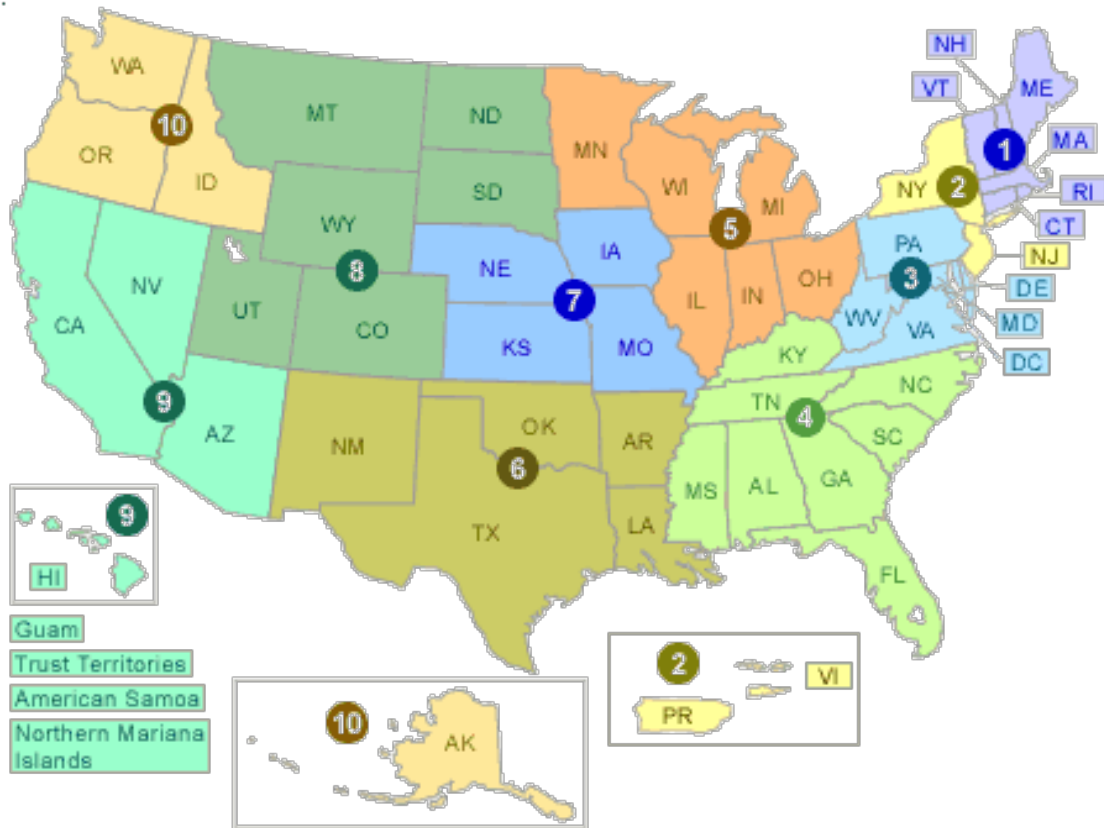 NH
WA
ME
VT
MT
ND
10
OR
MN
1
MA
ID
SD
WI
NY
2
RI
MI
WY
5
CT
PA
IA
NJ
NE
8
3
NV
OH
DE
7
IL
IN
UT
WV
MD
CA
CO
VA
KS
MO
KY
DC
NC
9
TN
4
OK
AZ
AR
SC
NM
6
GA
MS
AL
9
LA
TX
HI
FL
Guam
Trust Territories
2
VI
American Samoa
PR
10
Northern Mariana
Islands
AK